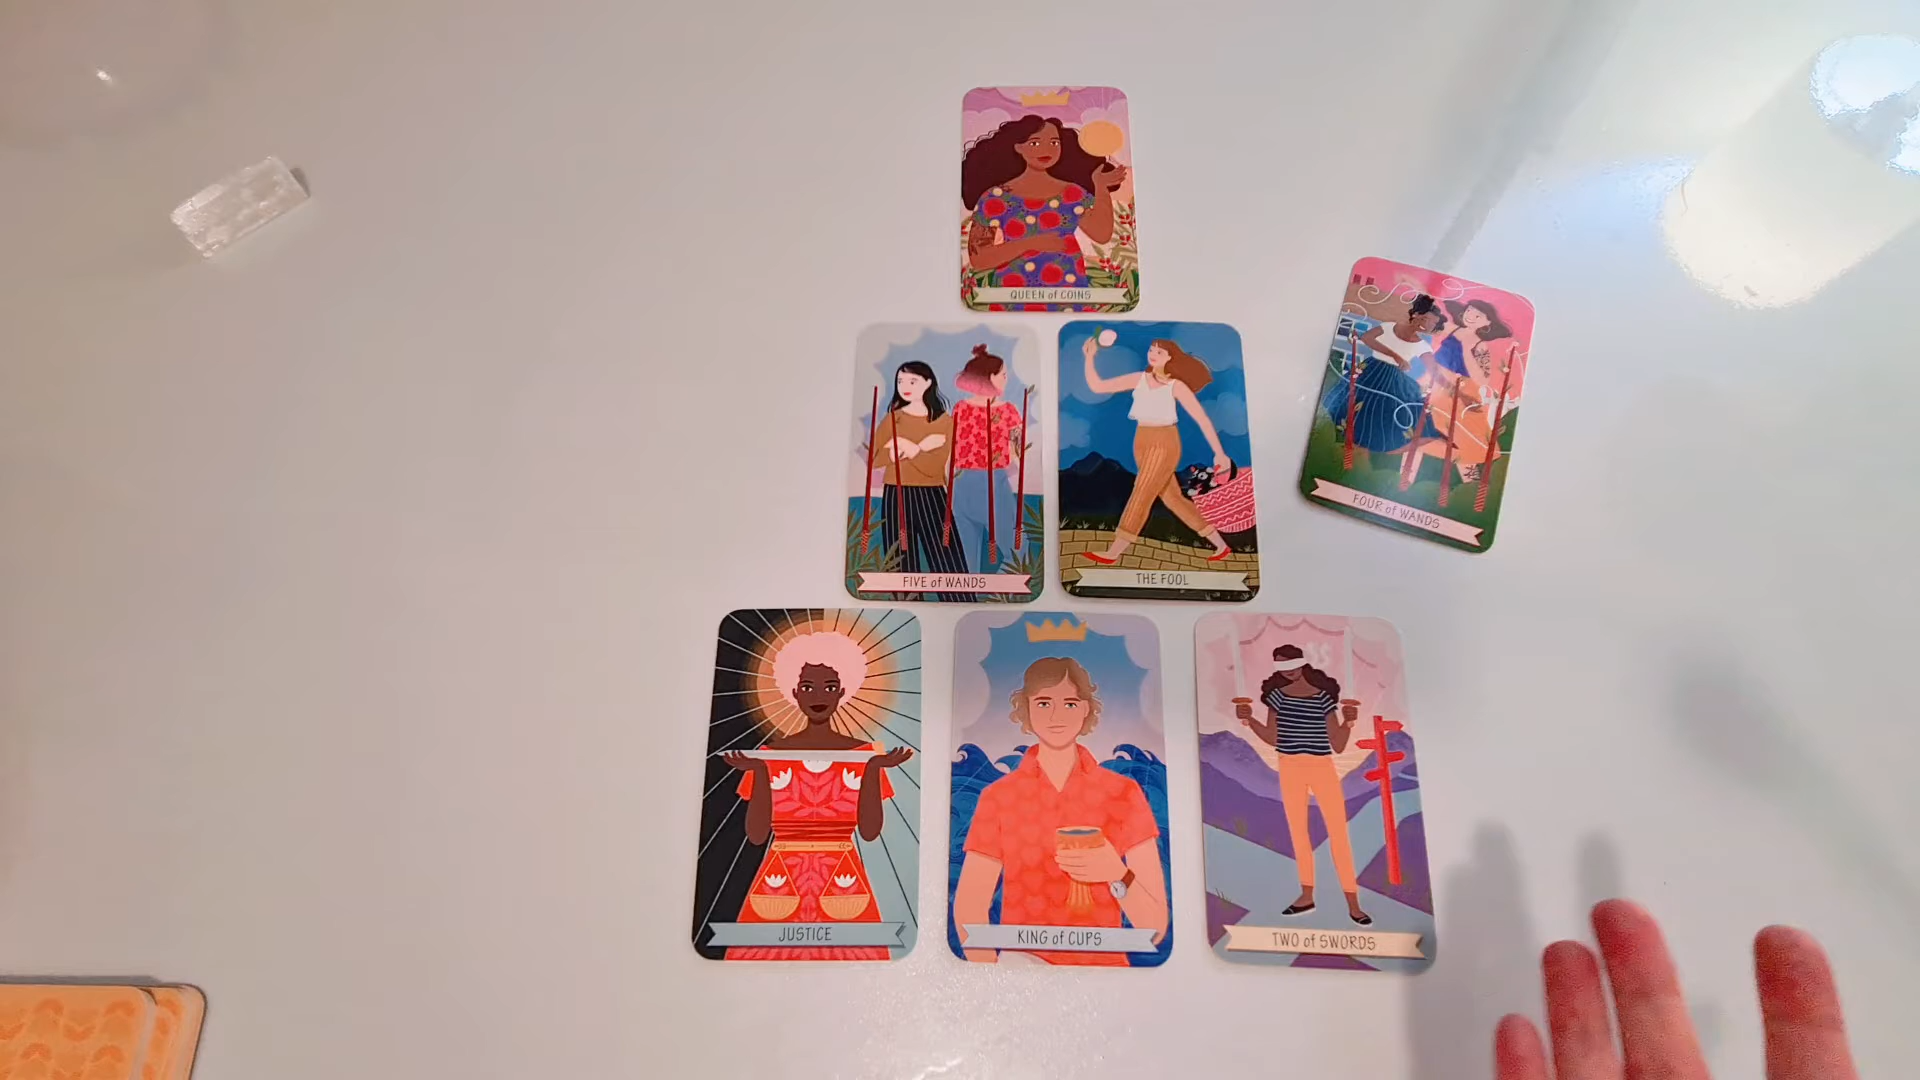 QUEEN of COINS
FIVE of WANDS
THE FOOL
FOUR of WANDS
JUSTICE
KING of CUPS
TWO of SWORDS